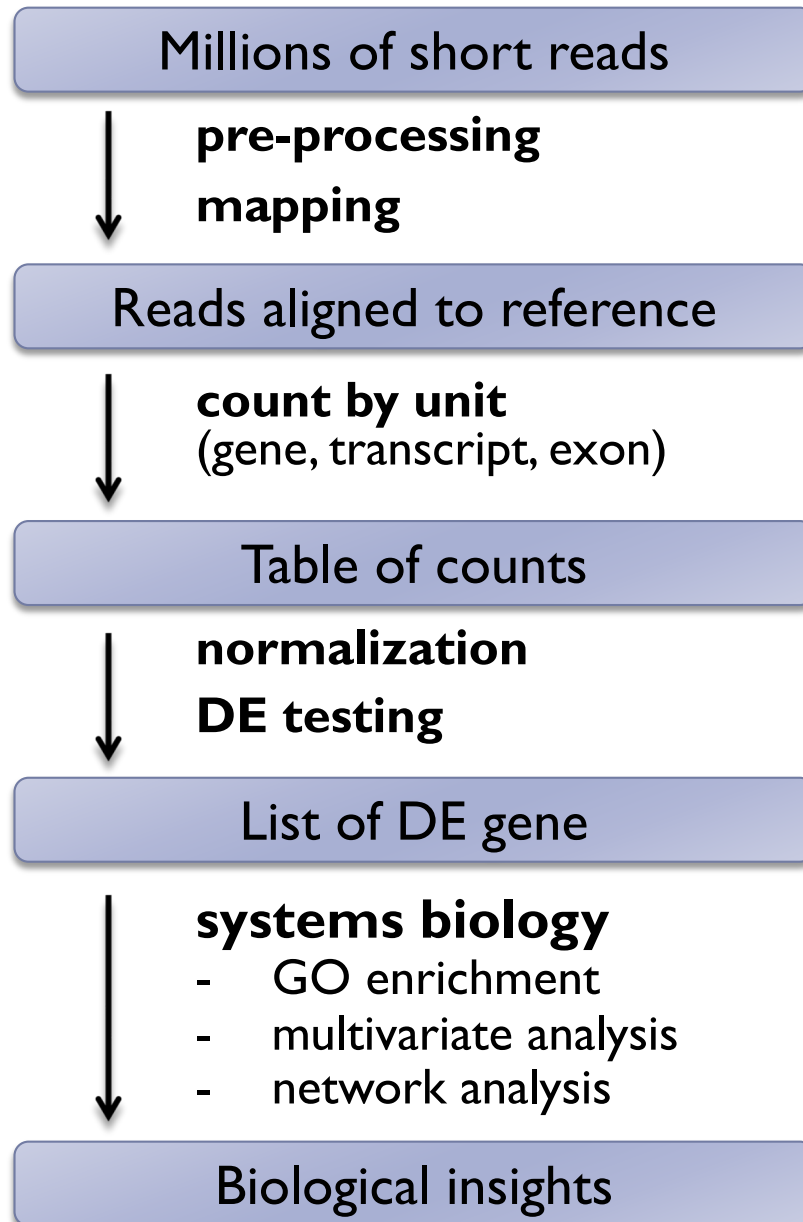 Millions of short reads
pre-processing
mapping
Reads aligned to reference
count by unit
(gene, transcript, exon)
Table of counts
normalization
DE testing
List of DE gene
systems biology
- GO enrichment
- multivariate analysis
- network analysis
Biological insights